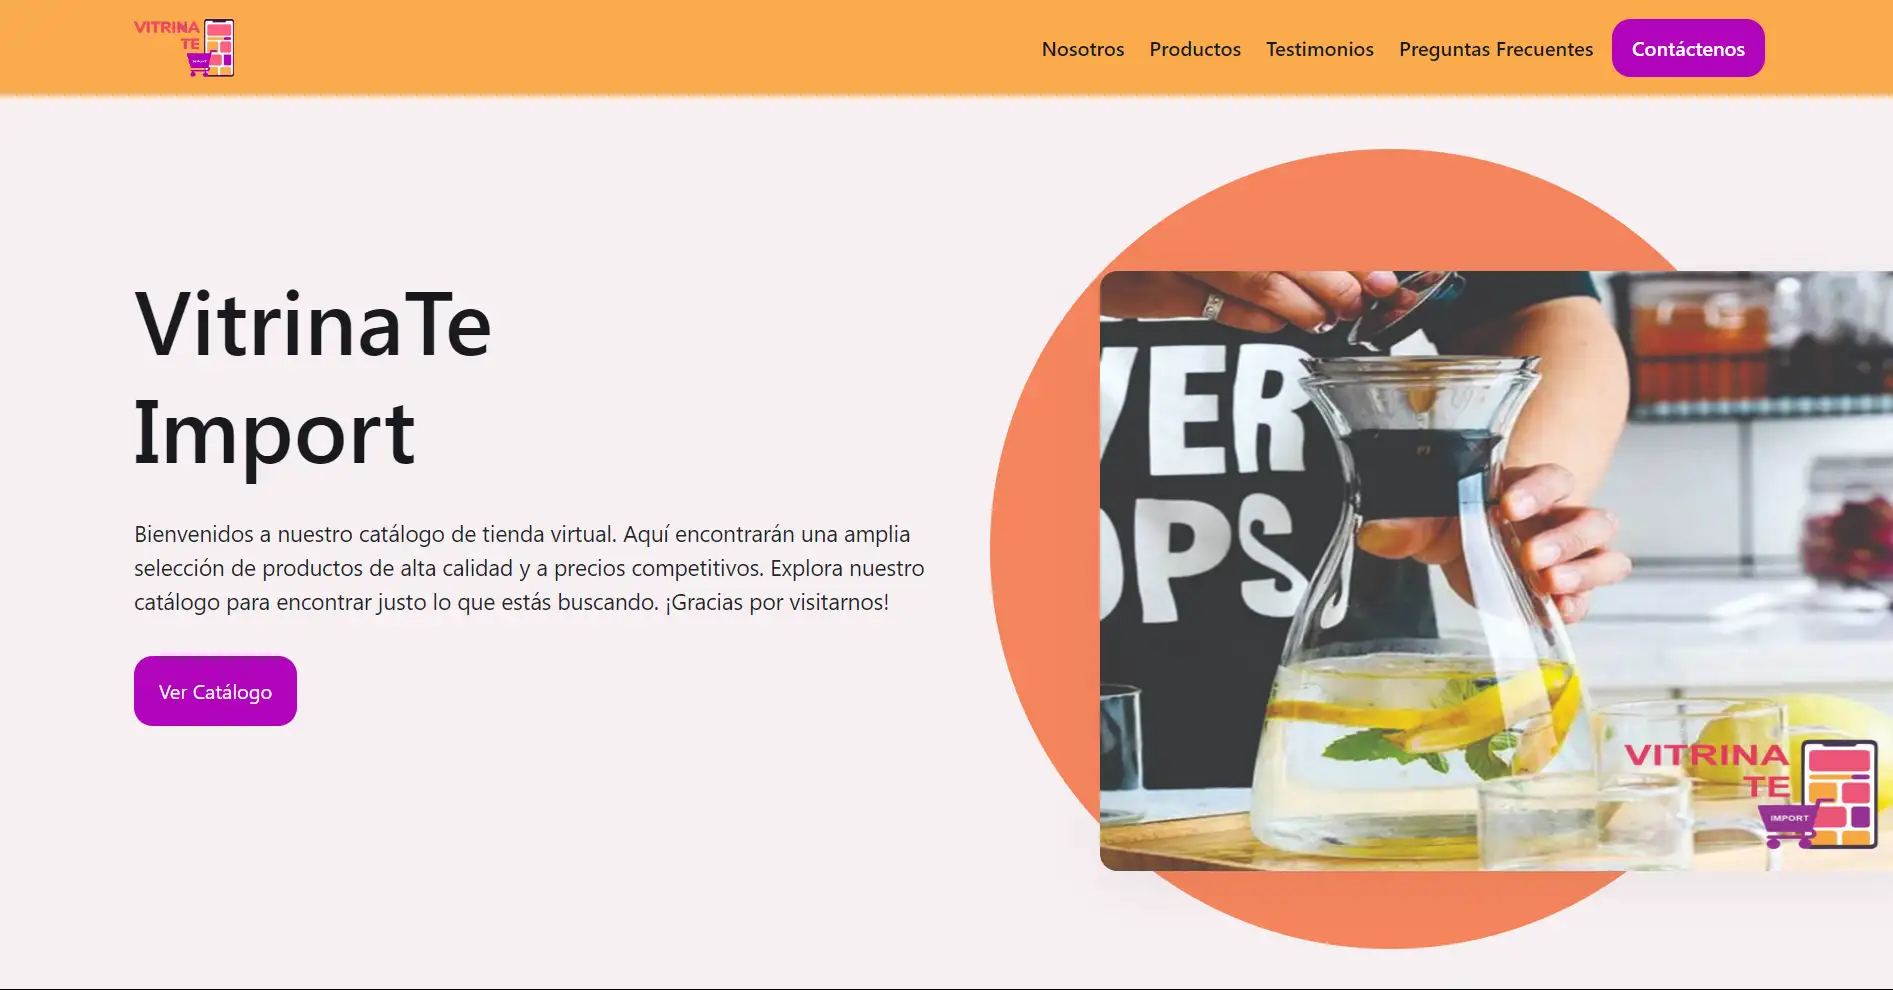 VITRINA
TE
IMPORT
Nosotros Productos Testimonios Preguntas Frecuentes Contáctenos
VitrinaTe
Import
Bienvenidos a nuestro catálogo de tienda virtual. Aquí encontrarán una amplia
selección de productos de alta calidad y a precios competitivos. Explora nuestro
catálogo para encontrar justo lo que estás buscando. ¡Gracias por visitarnos!
Ver Catálogo
VER
OPS,
VITRINA
TE
IMPORT